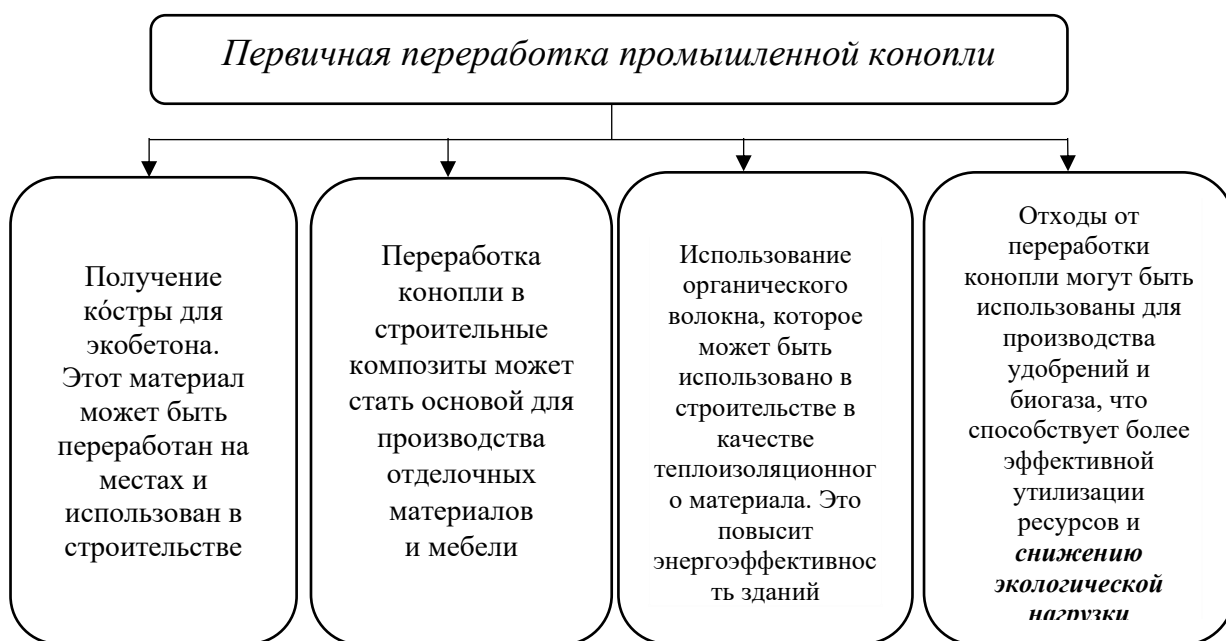 Первичная переработка промышленной конопли
Получение
ко́стры для
экобетона.
Этот материал
может быть
переработан на
местах и
использован в
строительстве
Переработка
конопли в
строительные
композиты может
стать основой для
производства
отделочных
материалов
и мебели
Использование
органического
волокна, которое
может быть
использовано в
строительстве в
качестве
теплоизоляционног
о материала. Это
повысит
энергоэффективнос
ть зданий
Отходы от
переработки
конопли могут быть
использованы для
производства
удобрений и
биогаза, что
способствует более
эффективной
утилизации
ресурсов и
снижению
экологической
нагрузки